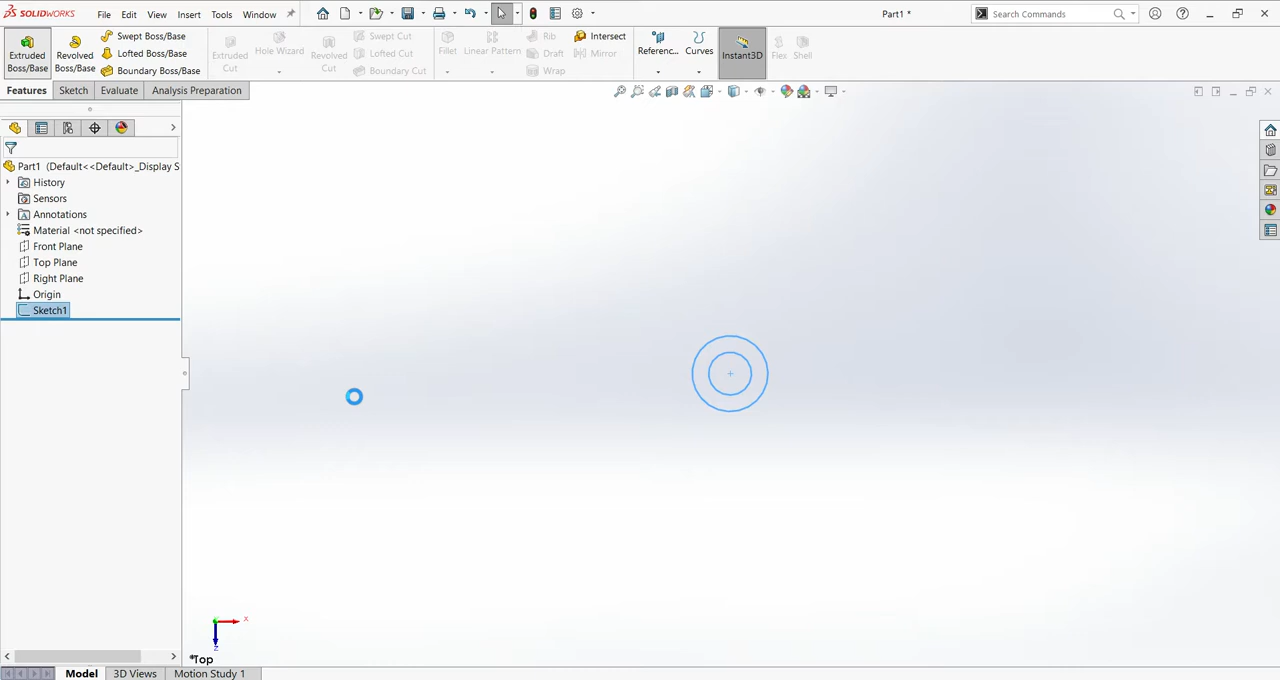 SOLIDWORKS File Edit View Insert Tools Window Part1 * Search Commands
Extruded Boss/Base
Revolved Boss/Base
Swept Boss/Base
Lofted Boss/Base
Boundary Boss/Base
Extruded Cut
Hole Wizard
Revolved Cut
Swept Cut
Lofted Cut
Boundary Cut
Fillet
Linear Pattern
Rib
Draft
Wrap
Intersect
Mirror
Referenc...
Curves
Instant3D
Flex
Shell
Features Sketch Evaluate Analysis Preparation
Part1 (Default<<Default>_Display S
History
Sensors
Annotations
Material <not specified>
Front Plane
Top Plane
Right Plane
Origin
Sketch1
x
z
*Top
Model 3D Views Motion Study 1